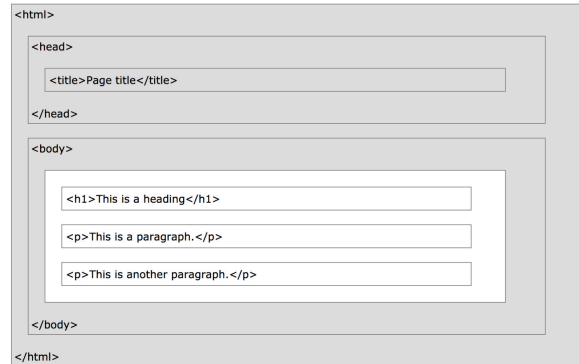 <html>
<head>
<title>Page title</title>
</head>
<body>
<h1>This is a heading</h1>
<p>This is a paragraph.</p>
<p>This is another paragraph.</p>
</body>
</html>